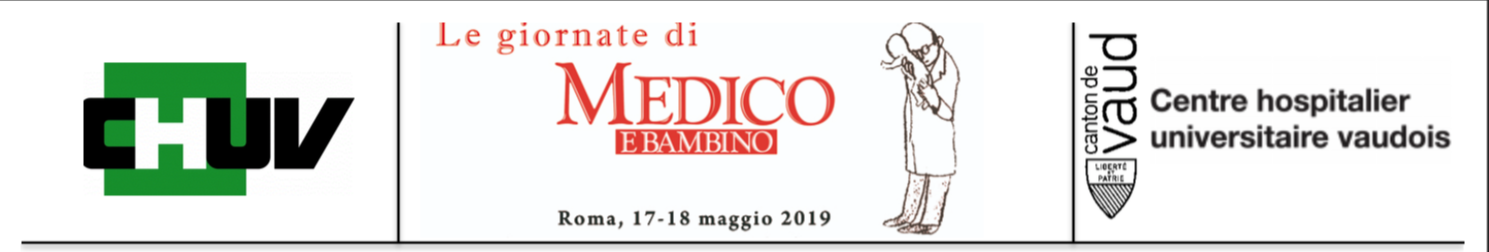 CHUV
Le giornate di
MEDICO
E BAMBINO
Roma, 17-18 maggio 2019
canton de
vaud
LIBERTÉ
ET
PATRIE
Centre hospitalier
universitaire vaudois